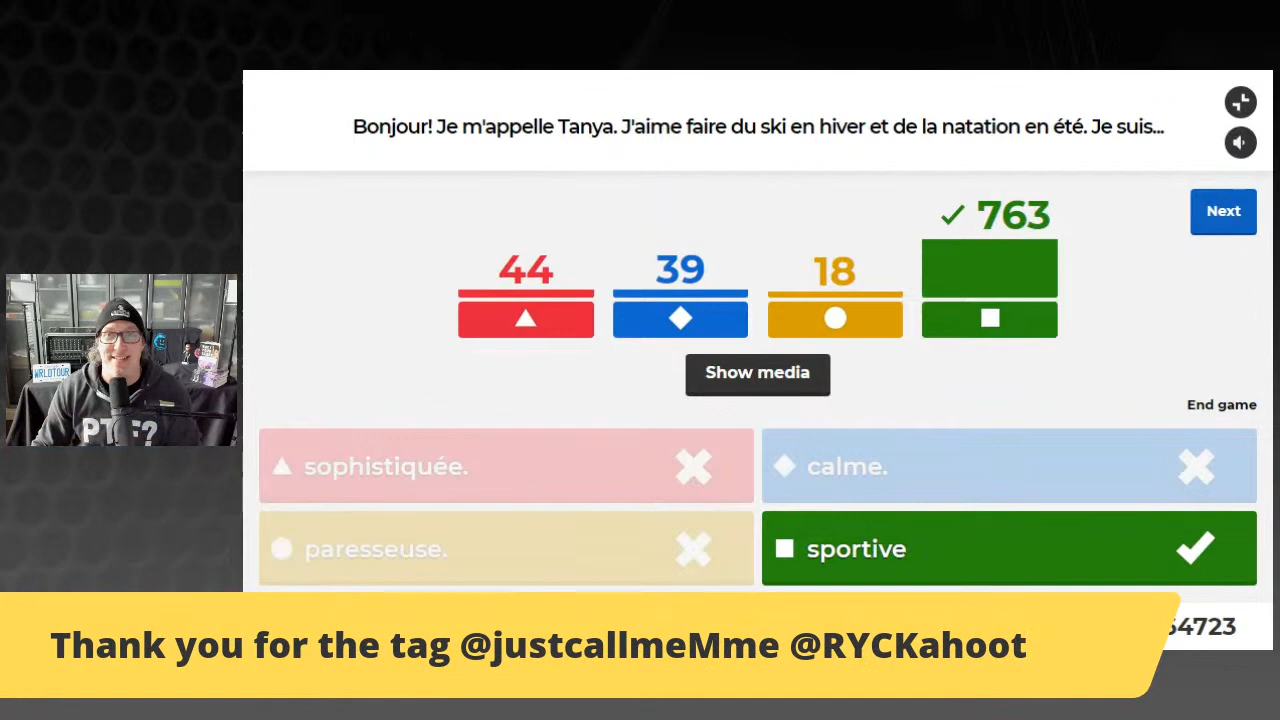 Bonjour! Je m'appelle Tanya. J'aime faire du ski en hiver et de la natation en été. Je suis...
763
Next
44
39
18
Show media
End game
WRLDTOUR
sophistiquée.
calme.
paresseuse.
sportive
Thank you for the tag @justcallmeMme @RYCKahoot
4723